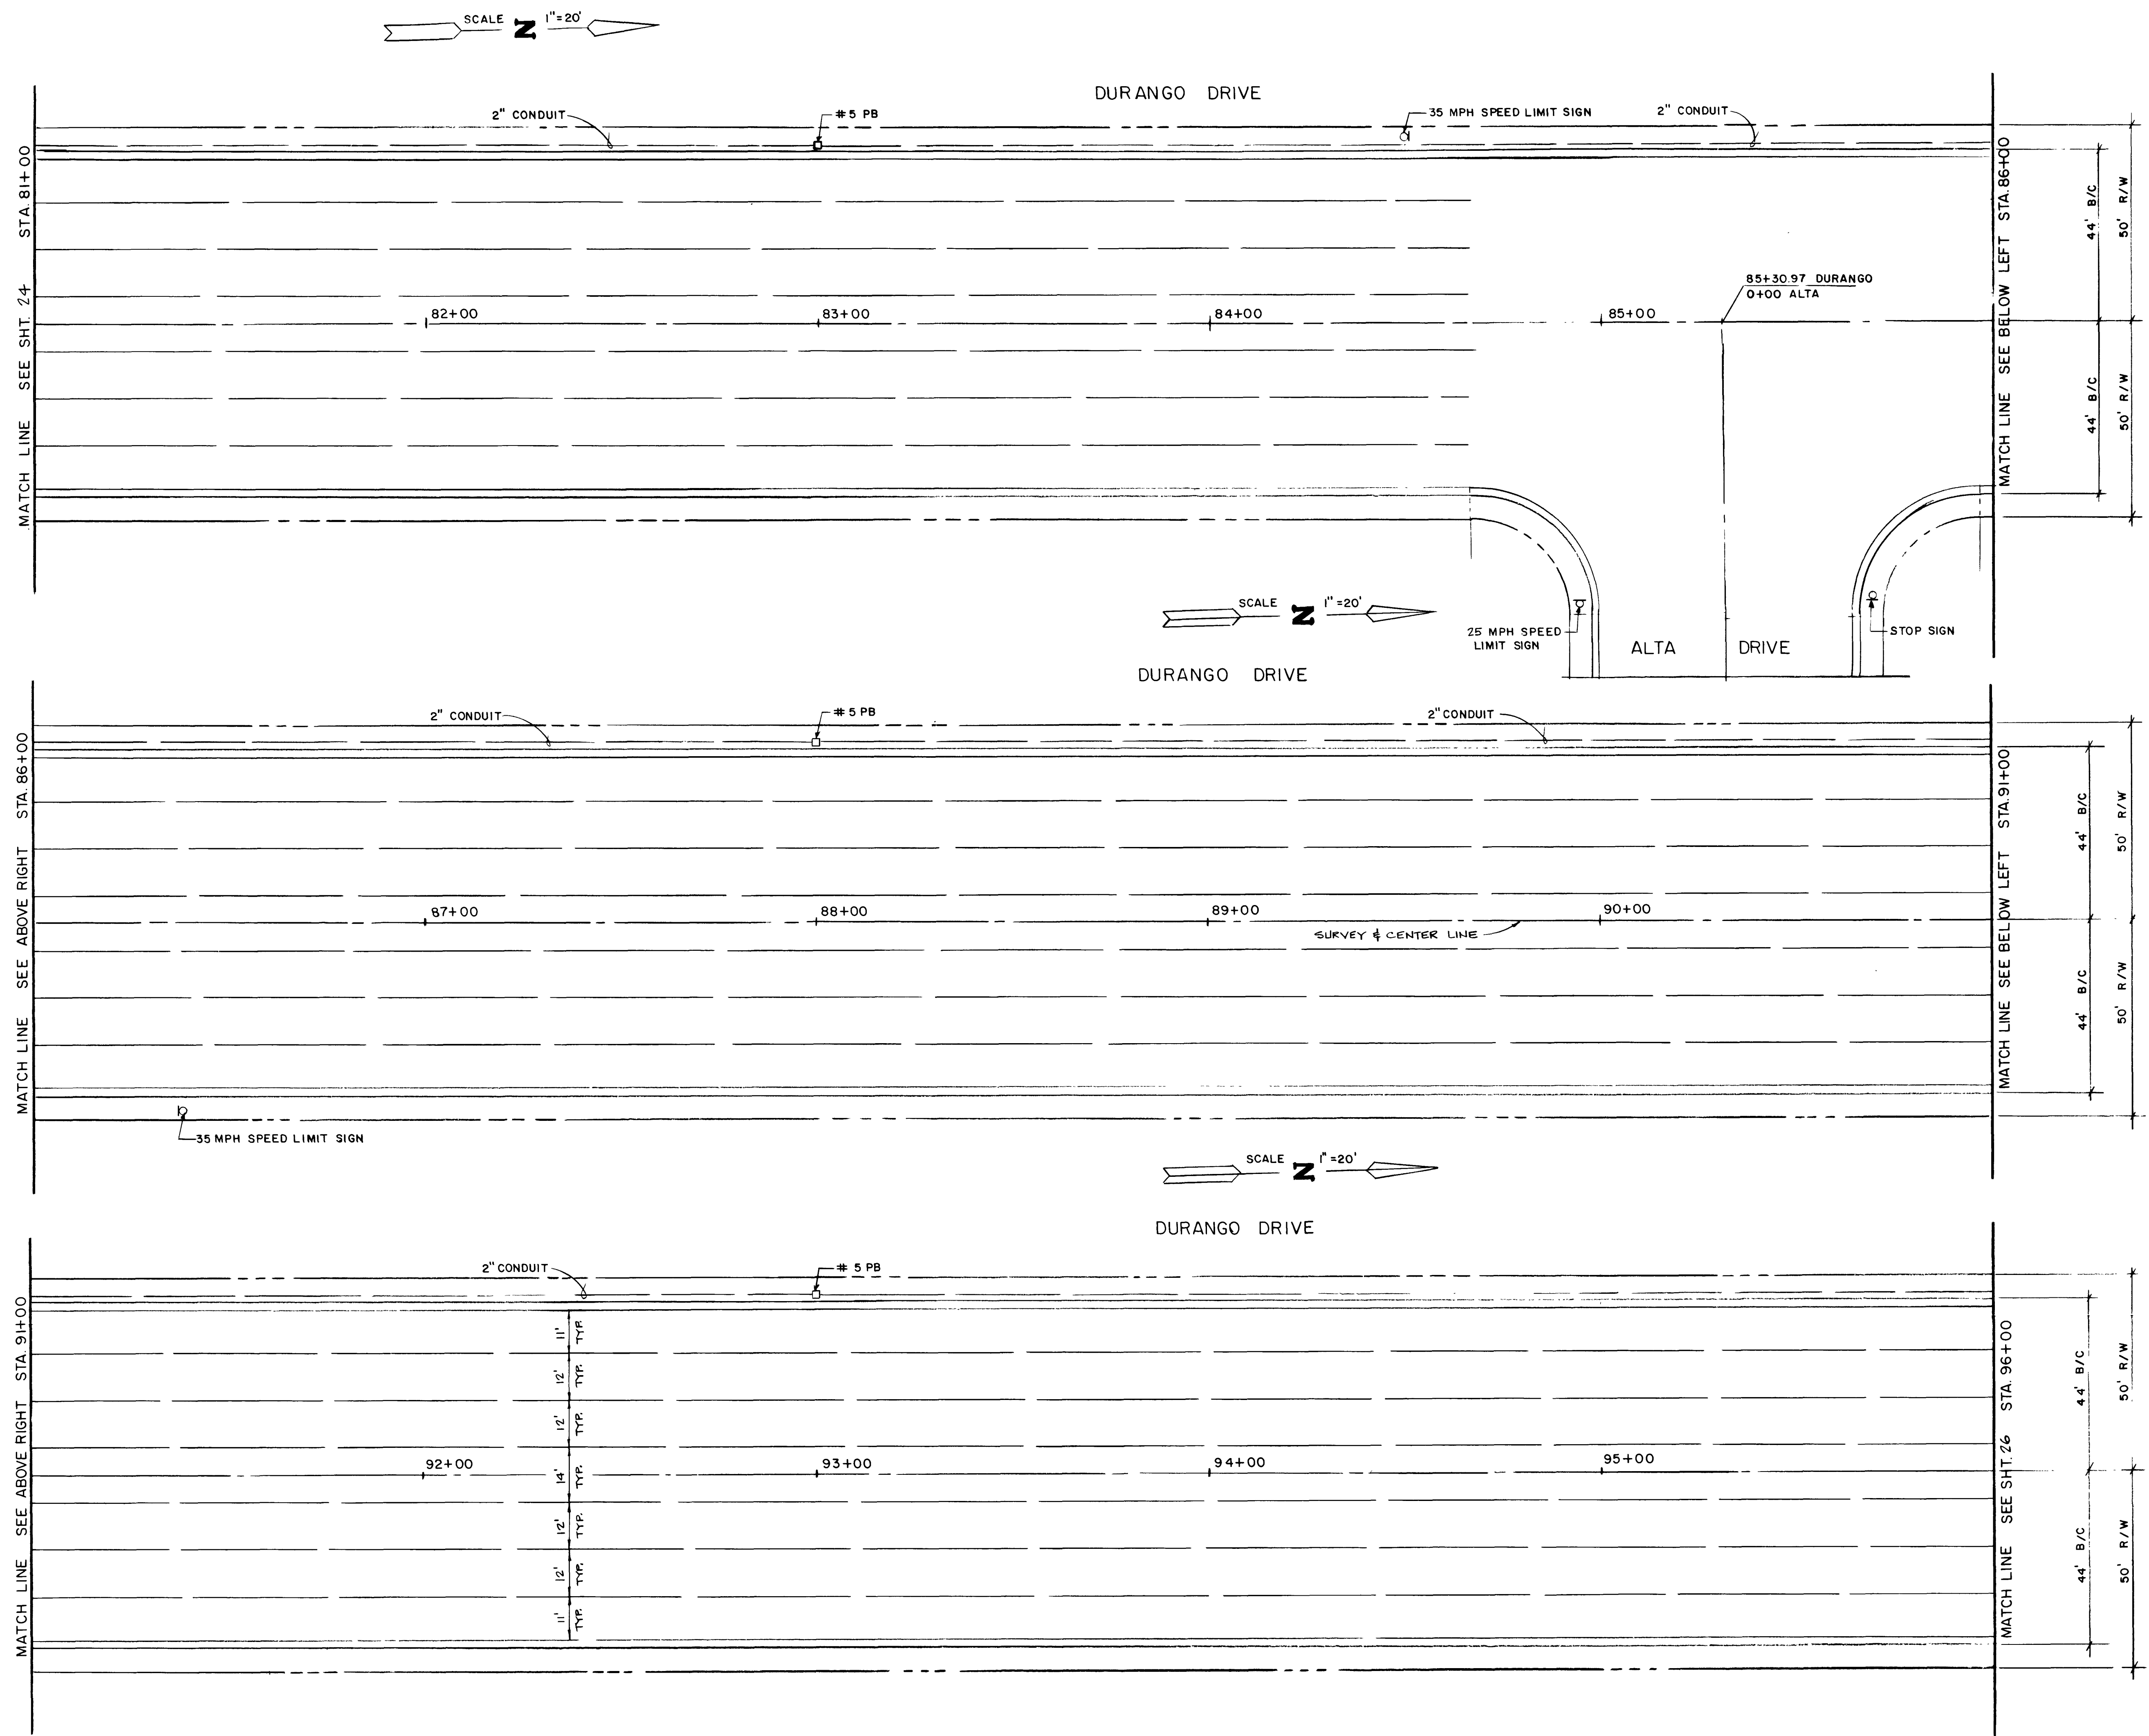 SCALE N 1"=20'
DURANGO DRIVE
2" CONDUIT
# 5 PB
35 MPH SPEED LIMIT SIGN
2" CONDUIT
MATCH LINE SEE SHT. 24 STA. 81+00
82+00
83+00
84+00
85+00
85+30.97 DURANGO
0+00 ALTA
MATCH LINE SEE BELOW LEFT STA. 86+00
44' B/C
50' R/W
44' B/C
50' R/W
25 MPH SPEED
LIMIT SIGN
ALTA DRIVE
STOP SIGN
SCALE N 1"=20'
DURANGO DRIVE
2" CONDUIT
# 5 PB
2" CONDUIT
MATCH LINE SEE ABOVE RIGHT STA. 86+00
87+00
88+00
89+00
90+00
SURVEY & CENTER LINE
MATCH LINE SEE BELOW LEFT STA. 91+00
44' B/C
50' R/W
44' B/C
50' R/W
35 MPH SPEED LIMIT SIGN
SCALE N 1"=20'
DURANGO DRIVE
2" CONDUIT
# 5 PB
MATCH LINE SEE ABOVE RIGHT STA. 91+00
11' TYP.
12' TYP.
12' TYP.
14' TYP.
12' TYP.
12' TYP.
11' TYP.
92+00
93+00
94+00
95+00
MATCH LINE SEE SHT. 26 STA. 96+00
44' B/C
50' R/W
44' B/C
50' R/W